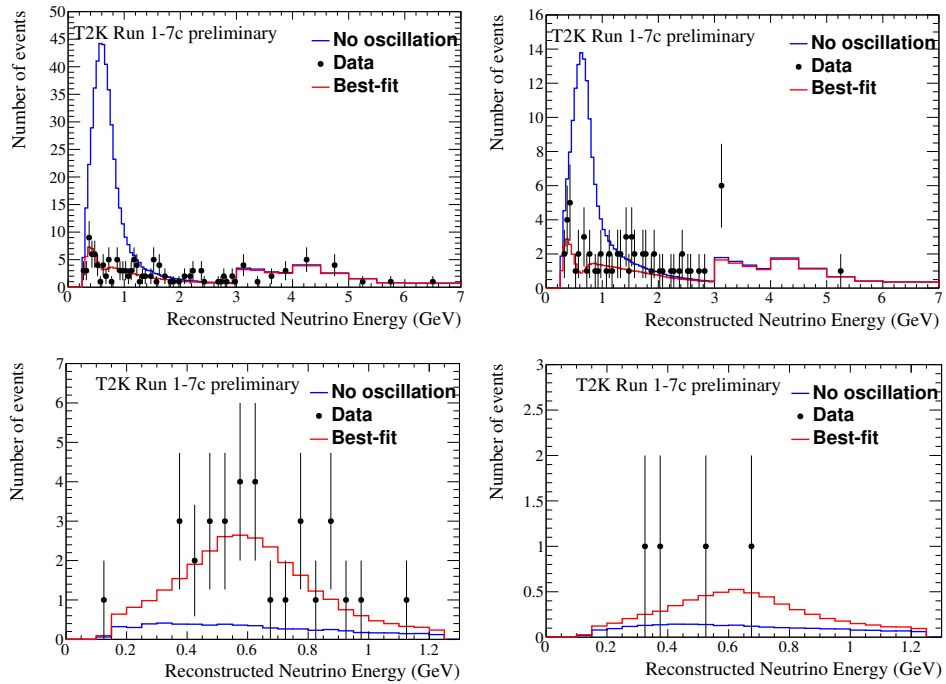 T2K Run 1-7c preliminary
No oscillation
Data
Best-fit
Number of events
50
45
40
35
30
25
20
15
10
5
0
0 1 2 3 4 5 6 7
Reconstructed Neutrino Energy (GeV)
T2K Run 1-7c preliminary
No oscillation
Data
Best-fit
Number of events
16
14
12
10
8
6
4
2
0
0 1 2 3 4 5 6 7
Reconstructed Neutrino Energy (GeV)
T2K Run 1-7c preliminary
No oscillation
Data
Best-fit
Number of events
7
6
5
4
3
2
1
0
0 0.2 0.4 0.6 0.8 1 1.2
Reconstructed Neutrino Energy (GeV)
T2K Run 1-7c preliminary
No oscillation
Data
Best-fit
Number of events
3
2.5
2
1.5
1
0.5
0
0 0.2 0.4 0.6 0.8 1 1.2
Reconstructed Neutrino Energy (GeV)